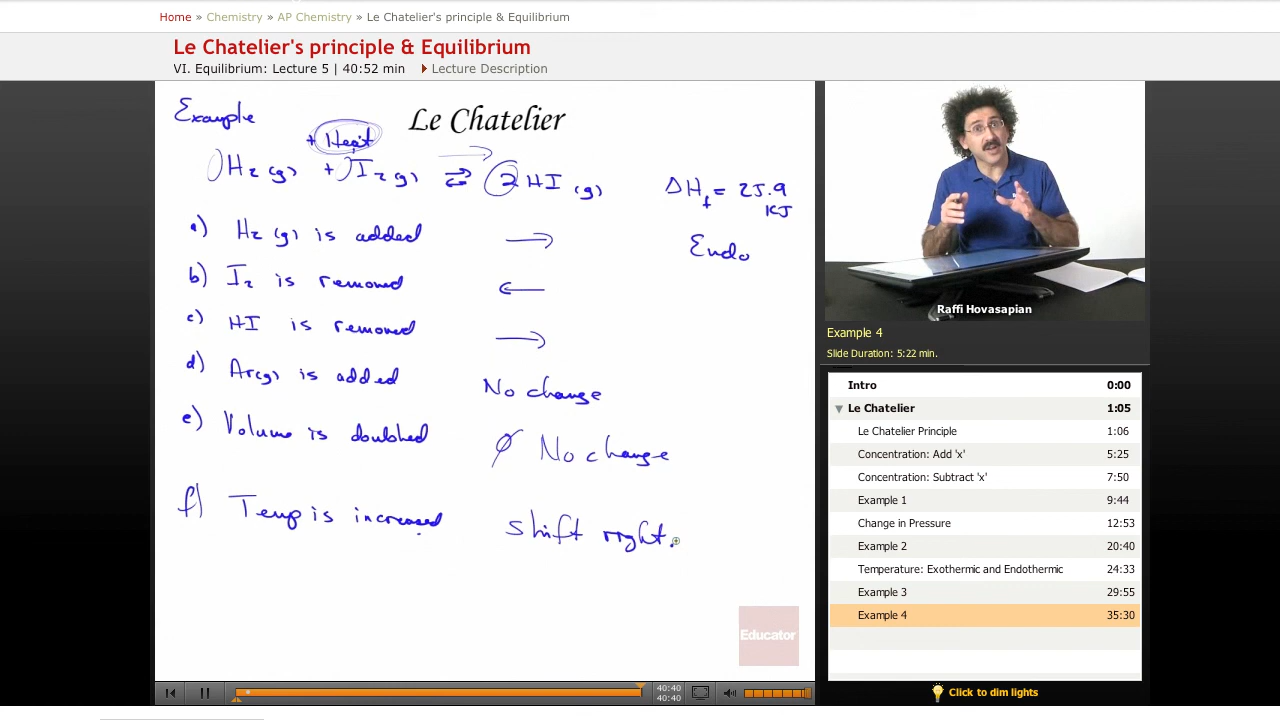 Home » Chemistry » AP Chemistry » Le Chatelier's principle & Equilibrium
Le Chatelier's principle & Equilibrium
VI. Equilibrium: Lecture 5 | 40:52 min Lecture Description
Example
Le Chatelier
+ Heat
H₂(g) + I₂(g) ⇄ 2 HI(g)
ΔHf = 25.9 KJ
Endo
a) H₂(g) is added →
b) I₂ is removed ←
c) HI is removed →
d) Ar(g) is added No change
e) Volume is doubled ∅ No change
f) Temp is increased Shift right.
Educator
40:40
40:40
Raffi Hovasapian
Example 4
Slide Duration: 5:22 min.
Intro 0:00
Le Chatelier 1:05
Le Chatelier Principle 1:06
Concentration: Add 'x' 5:25
Concentration: Subtract 'x' 7:50
Example 1 9:44
Change in Pressure 12:53
Example 2 20:40
Temperature: Exothermic and Endothermic 24:33
Example 3 29:55
Example 4 35:30
Click to dim lights